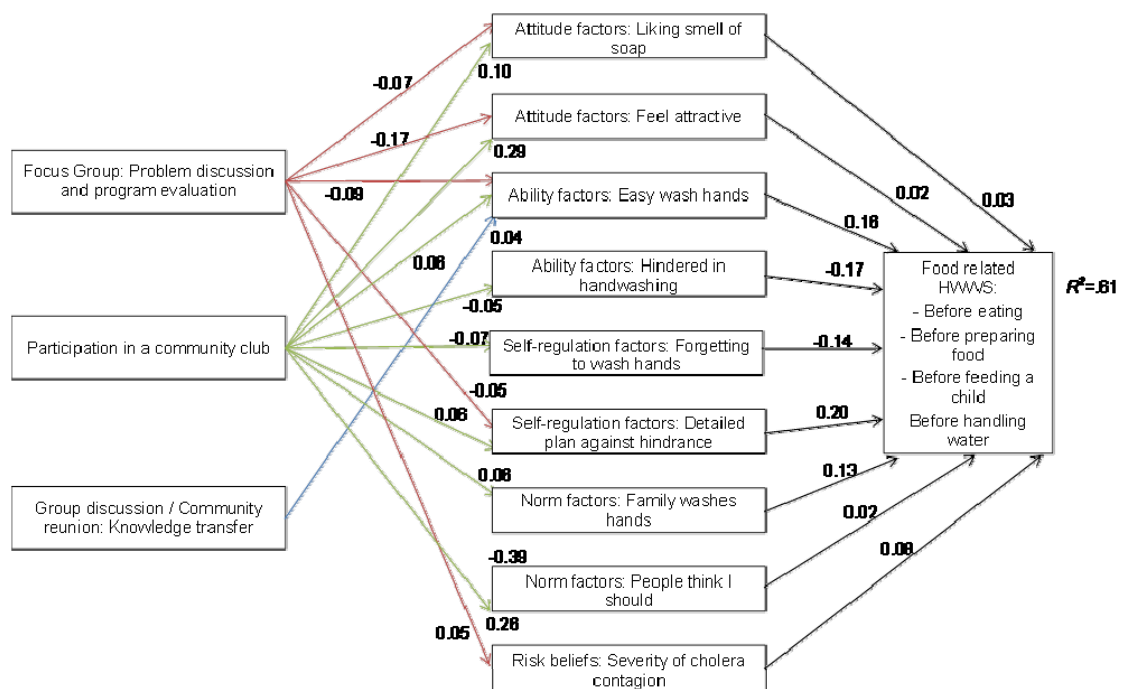 Attitude factors: Liking smell of
soap
0.10
-0.07
Attitude factors: Feel attractive
-0.17
0.29
Focus Group: Problem discussion
and program evaluation
-0.09
Ability factors: Easy wash hands
0.02
0.03
0.16
0.04
0.06
Ability factors: Hindered in
handwashing
-0.17
Food related
HWWS:
- Before eating
- Before preparing
food
- Before feeding a
child
Before handling
water
R²=.61
-0.05
Participation in a community club
-0.07
Self-regulation factors: Forgetting
to wash hands
-0.14
-0.05
0.06
Self-regulation factors: Detailed
plan against hindrance
0.20
0.06
Norm factors: Family washes
hands
0.13
Group discussion / Community
reunion: Knowledge transfer
0.02
-0.39
Norm factors: People think I
should
0.09
0.26
0.05
Risk beliefs: Severity of cholera
contagion